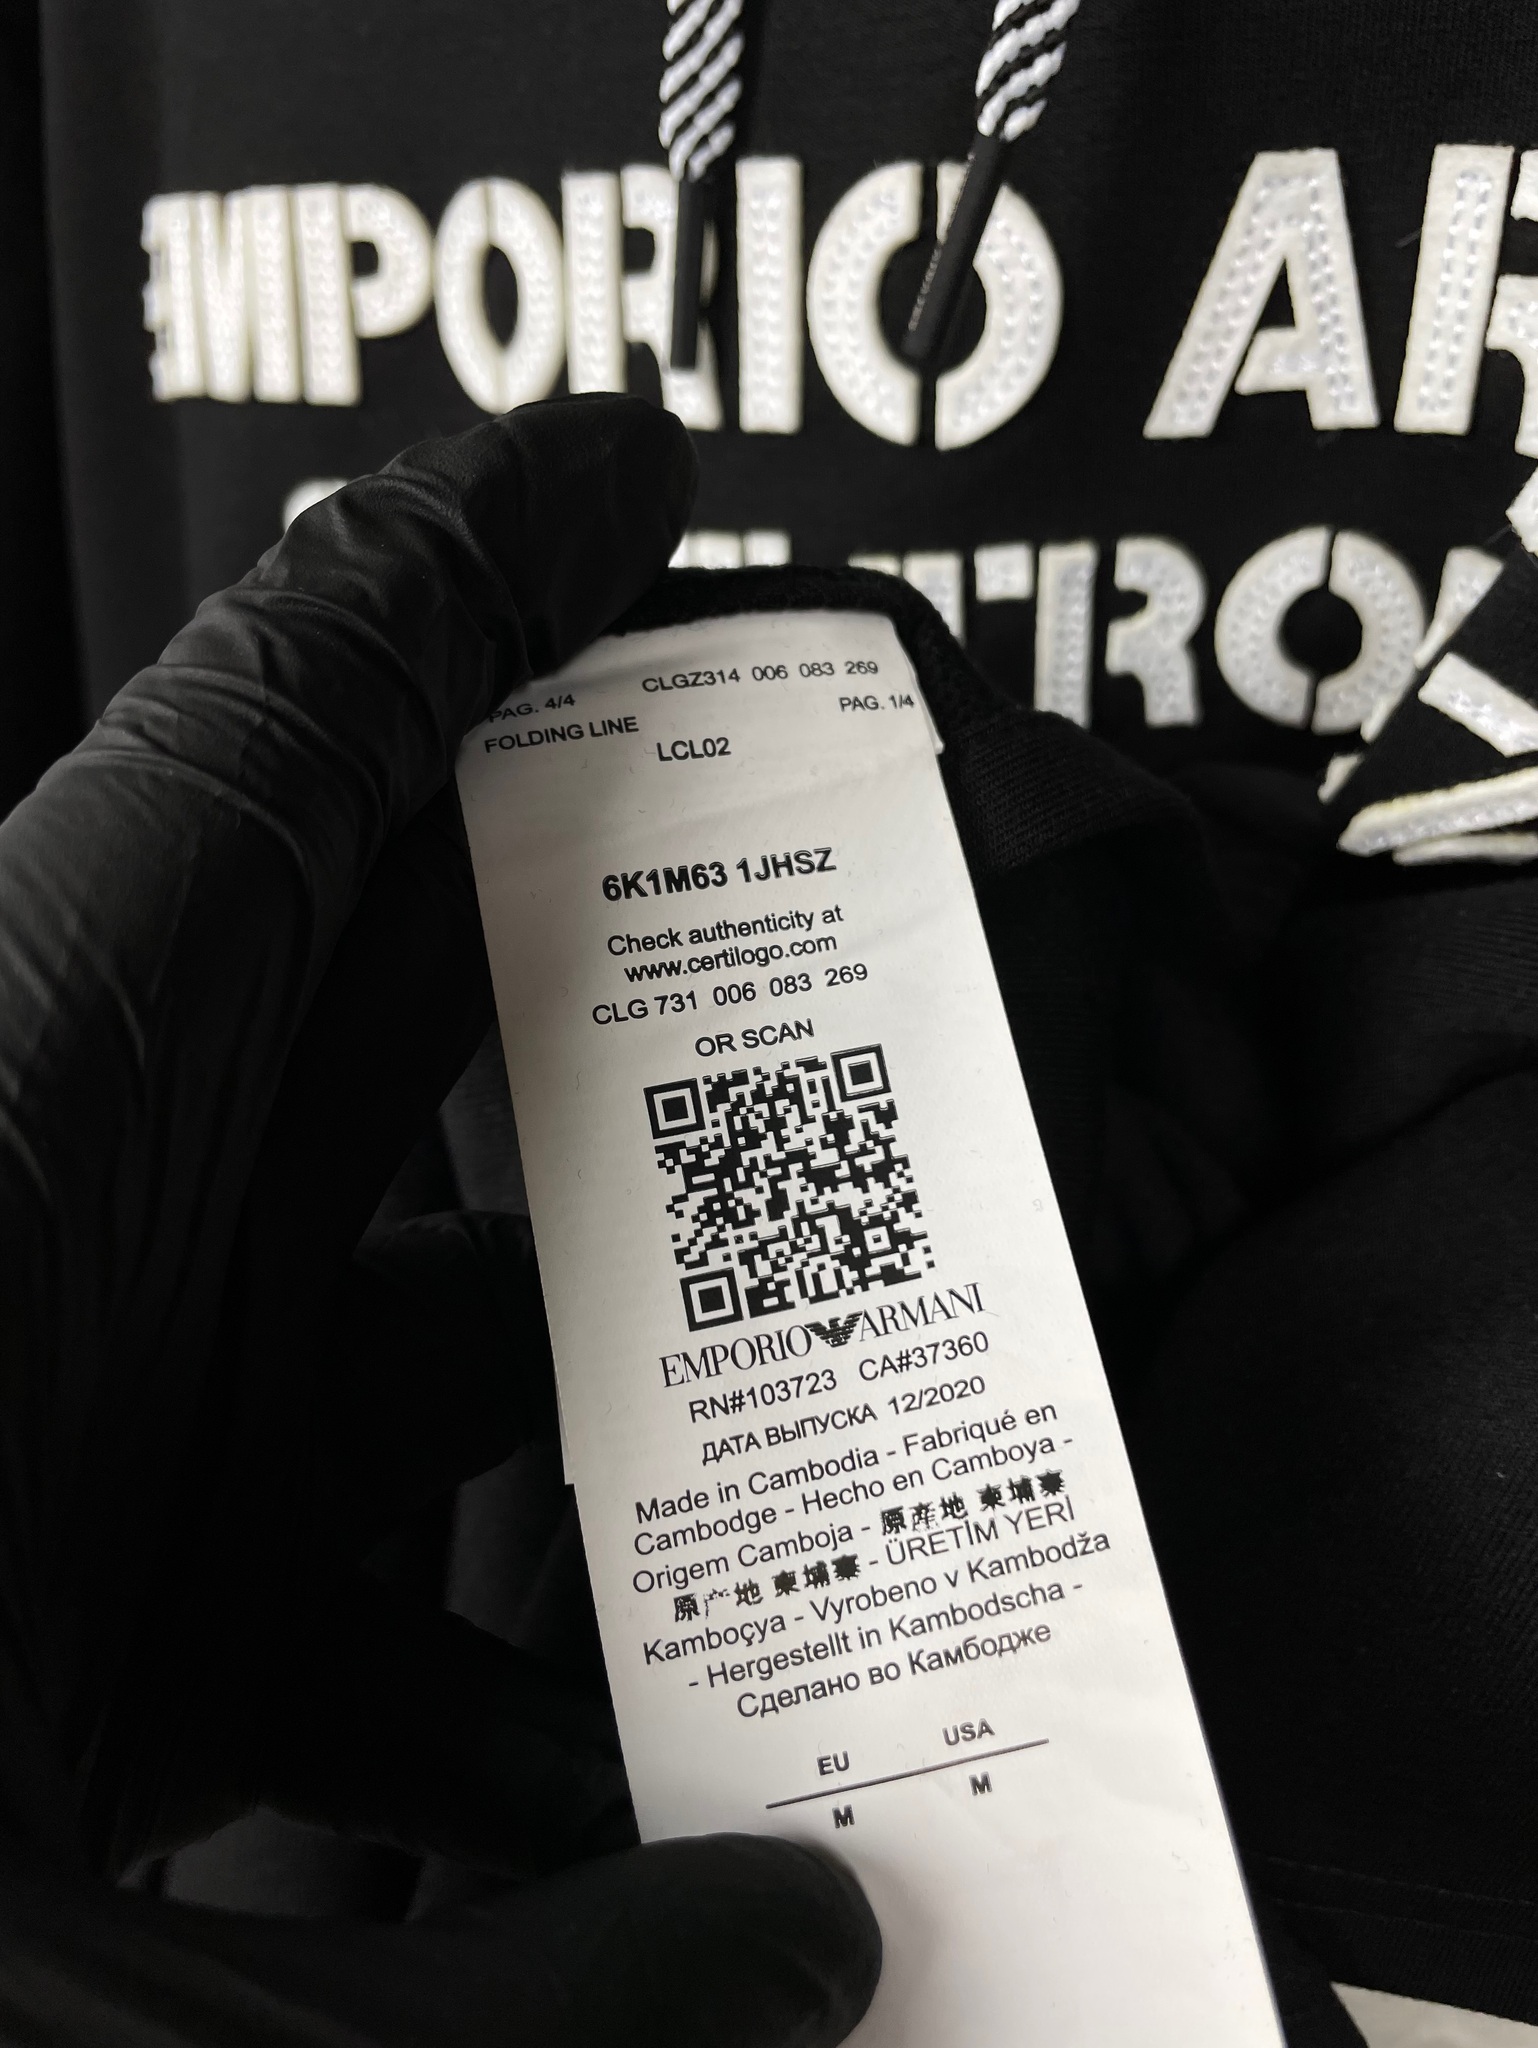 EMPORIO AR
TRO
CLGZ314 006 083 269
PAG. 4/4 PAG. 1/4
FOLDING LINE
LCL02
6K1M63 1JHSZ
Check authenticity at
www.certilogo.com
CLG 731 006 083 269
OR SCAN
EMPORIO ARMANI
RN#103723 CA#37360
ДАТА ВЫПУСКА 12/2020
Made in Cambodia - Fabriqué en
Cambodge - Hecho en Camboya -
Origem Camboja - 原産地 柬埔寨
原产地 柬埔寨 - ÜRETİM YERİ
Kamboçya - Vyrobeno v Kambodža
- Hergestellt in Kambodscha -
Сделано во Камбодже
EU USA
M M